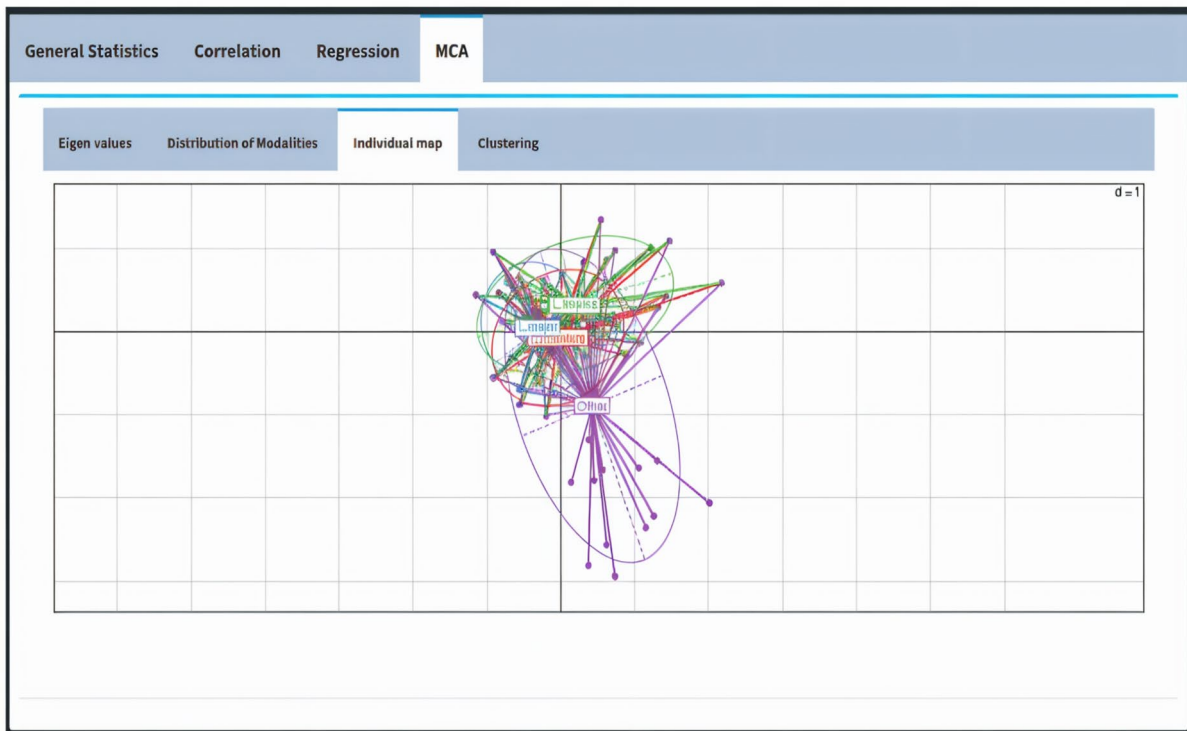 General Statistics Correlation Regression MCA
Eigen values Distribution of Modalities Individual map Clustering
d = 1